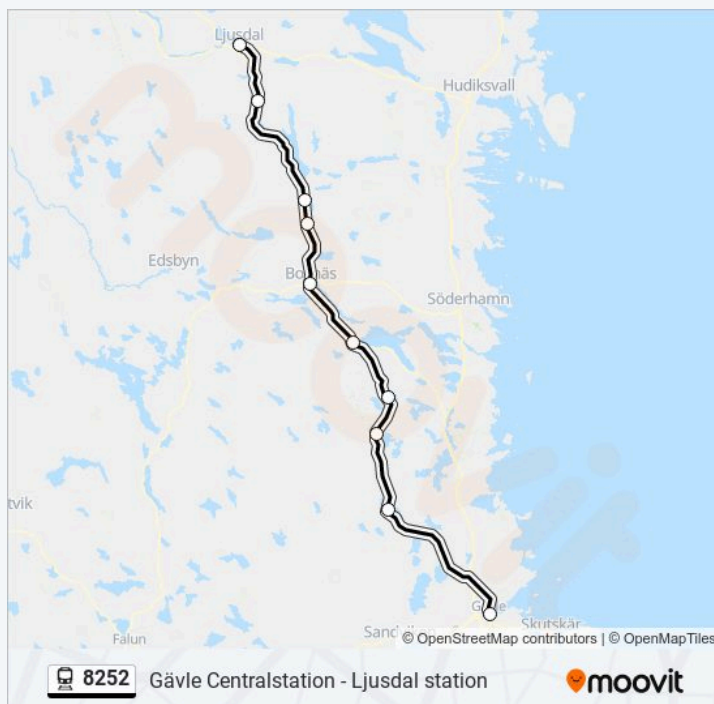 Ljusdal
Hudiksvall
Edsbyn
Söderhamn
tvik
Skutskär
Falun
© OpenStreetMap contributors | © OpenMapTiles
8252 Gävle Centralstation - Ljusdal station
moovit